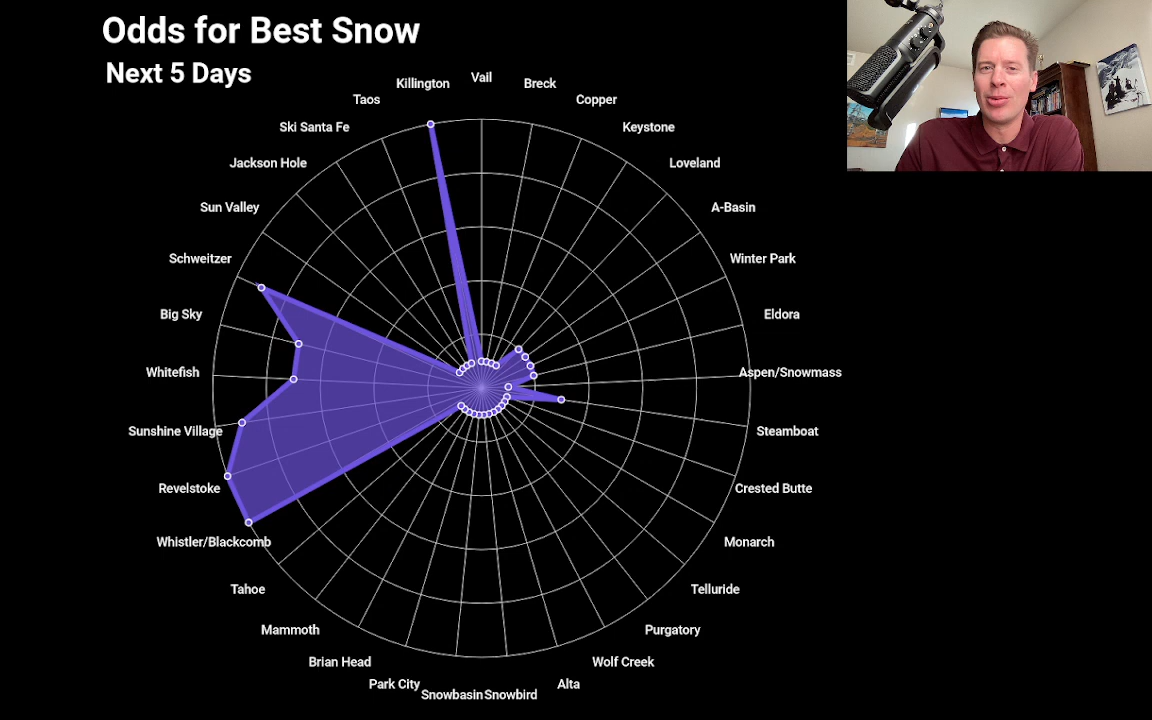 Odds for Best Snow
Next 5 Days
Vail
Breck
Copper
Keystone
Loveland
A-Basin
Winter Park
Eldora
Aspen/Snowmass
Steamboat
Crested Butte
Monarch
Telluride
Purgatory
Wolf Creek
Alta
Snowbird
Snowbasin
Park City
Brian Head
Mammoth
Tahoe
Whistler/Blackcomb
Revelstoke
Sunshine Village
Whitefish
Big Sky
Schweitzer
Sun Valley
Jackson Hole
Ski Santa Fe
Taos
Killington